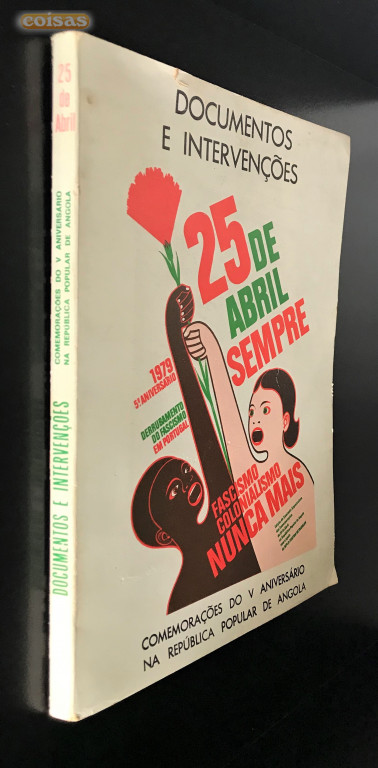 coisas
25
de
Abril
COMEMORAÇÕES DO V ANIVERSÁRIO
NA REPÚBLICA POPULAR DE ANGOLA
DOCUMENTOS E INTERVENÇÕES
DOCUMENTOS
E INTERVENÇÕES
25 DE
ABRIL
SEMPRE
1979
5º ANIVERSÁRIO
DERRUBAMENTO
DO FASCISMO
EM PORTUGAL
FASCISMO
COLONIALISMO
NUNCA MAIS
COMEMORAÇÕES DO V ANIVERSÁRIO
NA REPÚBLICA POPULAR DE ANGOLA